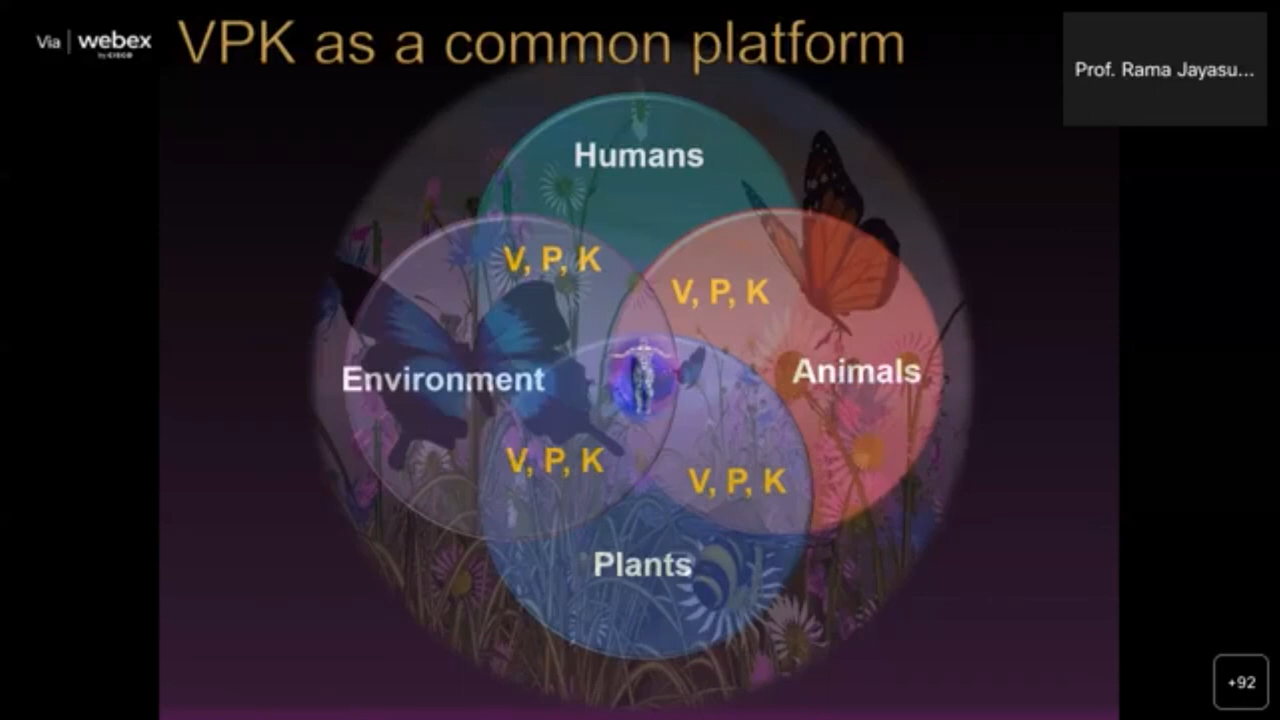 Via webex
by CISCO
VPK as a common platform
Prof. Rama Jayasu...
Humans
V, P, K
V, P, K
Environment
Animals
V, P, K
V, P, K
Plants
+92